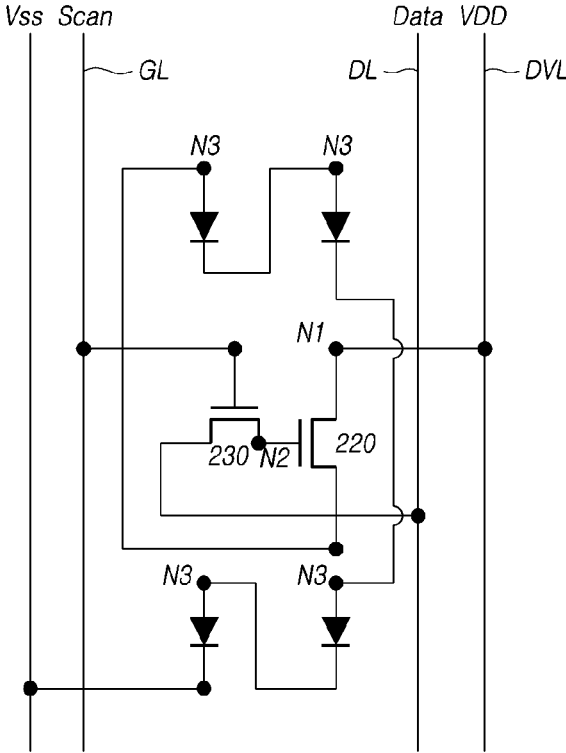 Vss Scan Data VDD
GL DL DVL
N3 N3
N1
230 N2 220
N3 N3